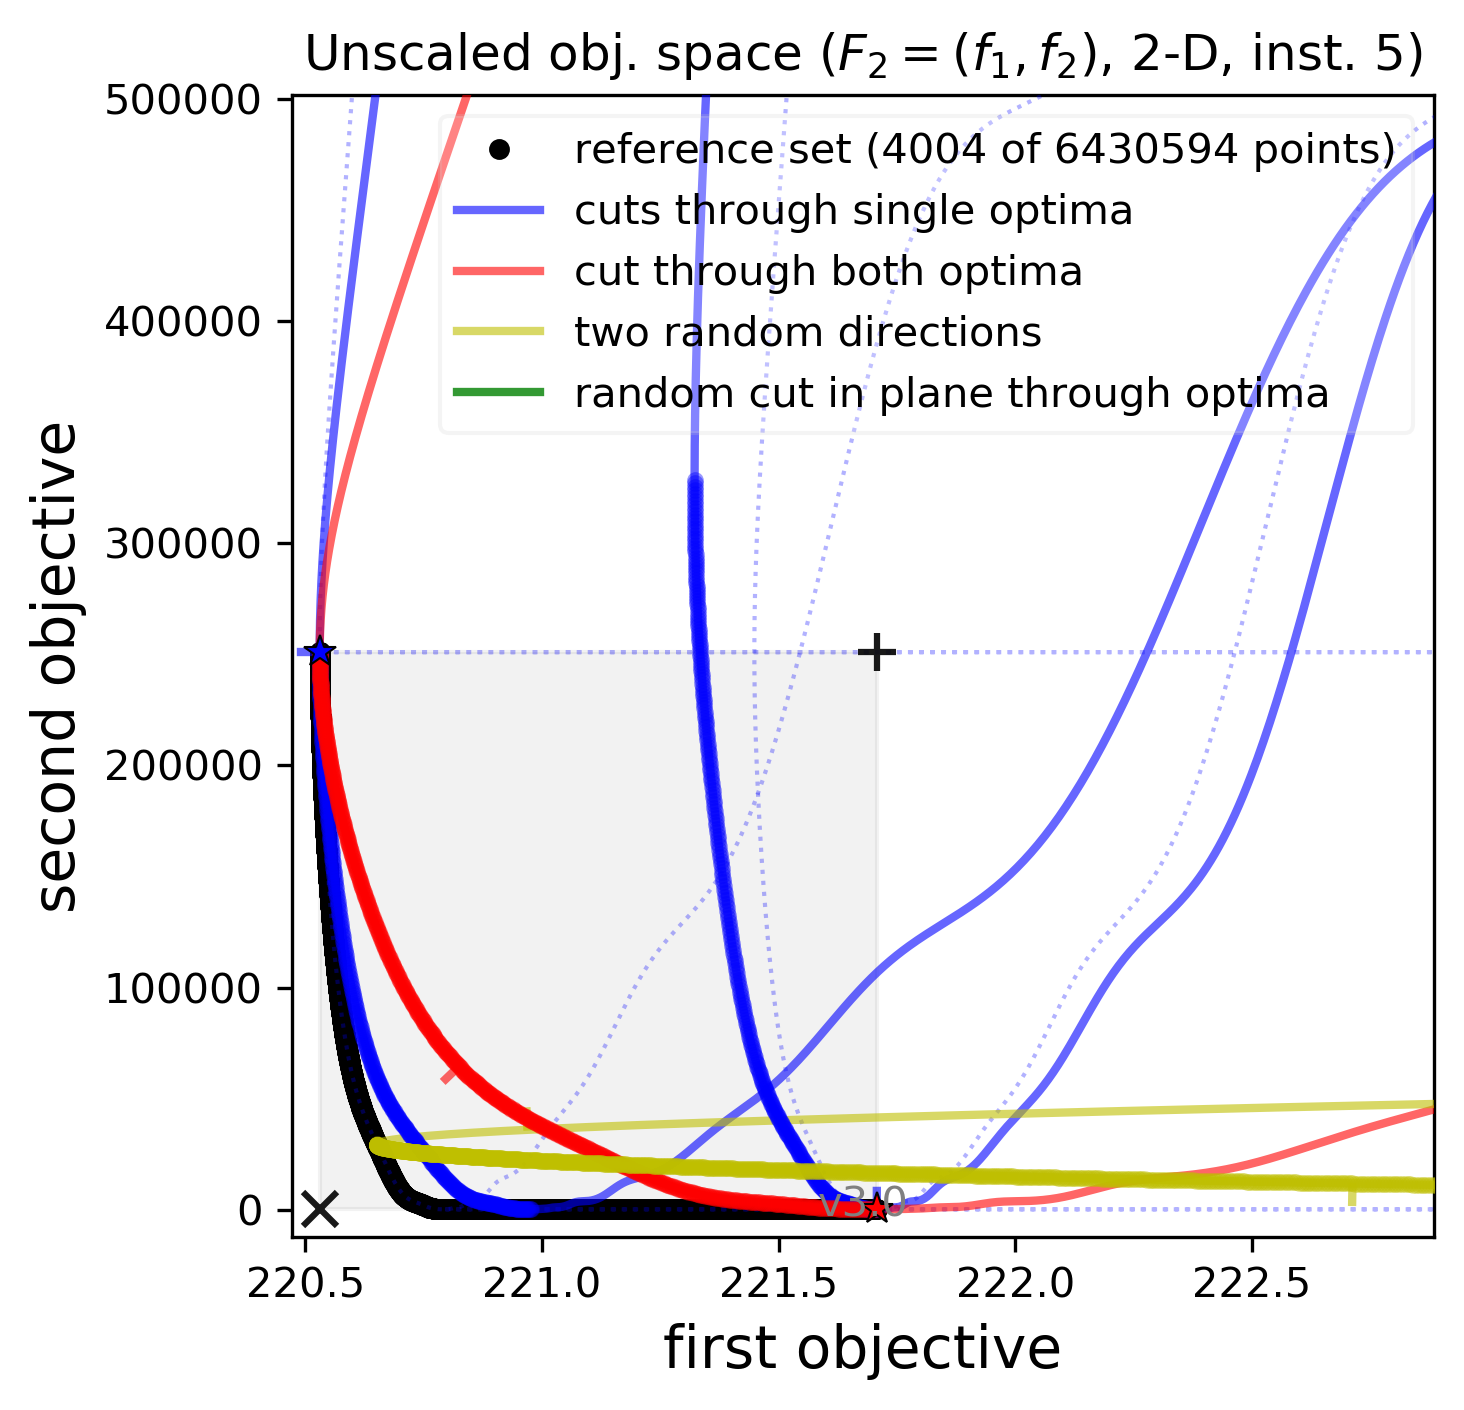 Unscaled obj. space (F₂ = (f₁, f₂), 2-D, inst. 5)
500000
400000
300000
200000
100000
0
second objective
reference set (4004 of 6430594 points)
cuts through single optima
cut through both optima
two random directions
random cut in plane through optima
v3.0
220.5 221.0 221.5 222.0 222.5
first objective